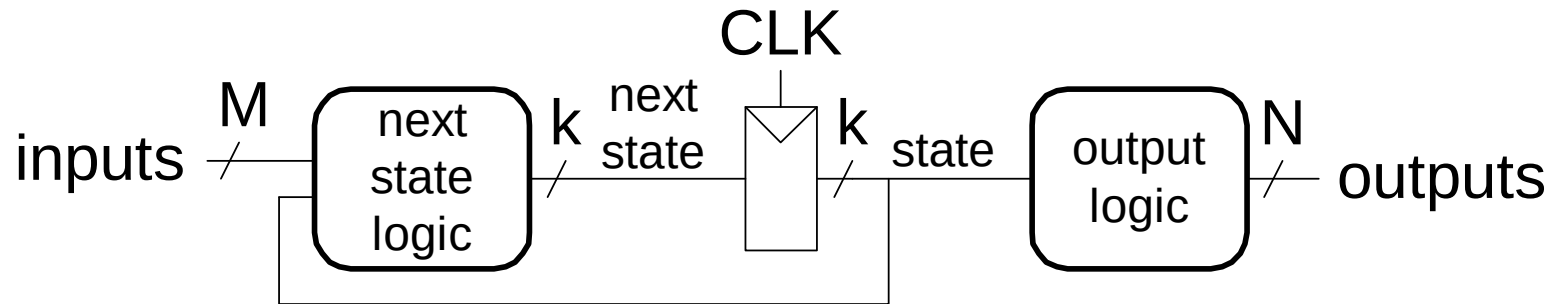 CLK
inputs
M
next
state
logic
k
next
state
k
state
output
logic
N
outputs